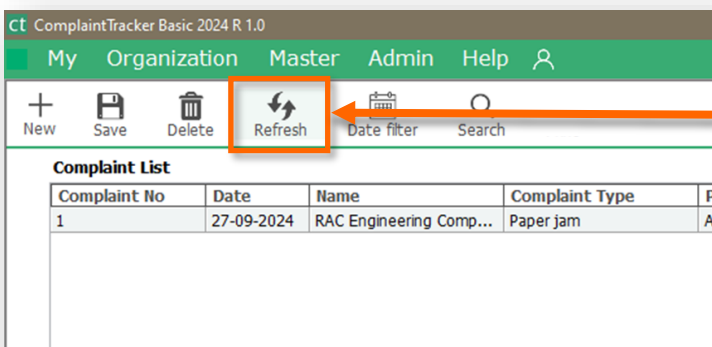 ct ComplaintTracker Basic 2024 R 1.0
My Organization Master Admin Help
New Save Delete Refresh Date filter Search
Complaint List
Complaint No Date Name Complaint Type P
1 27-09-2024 RAC Engineering Comp... Paper jam A